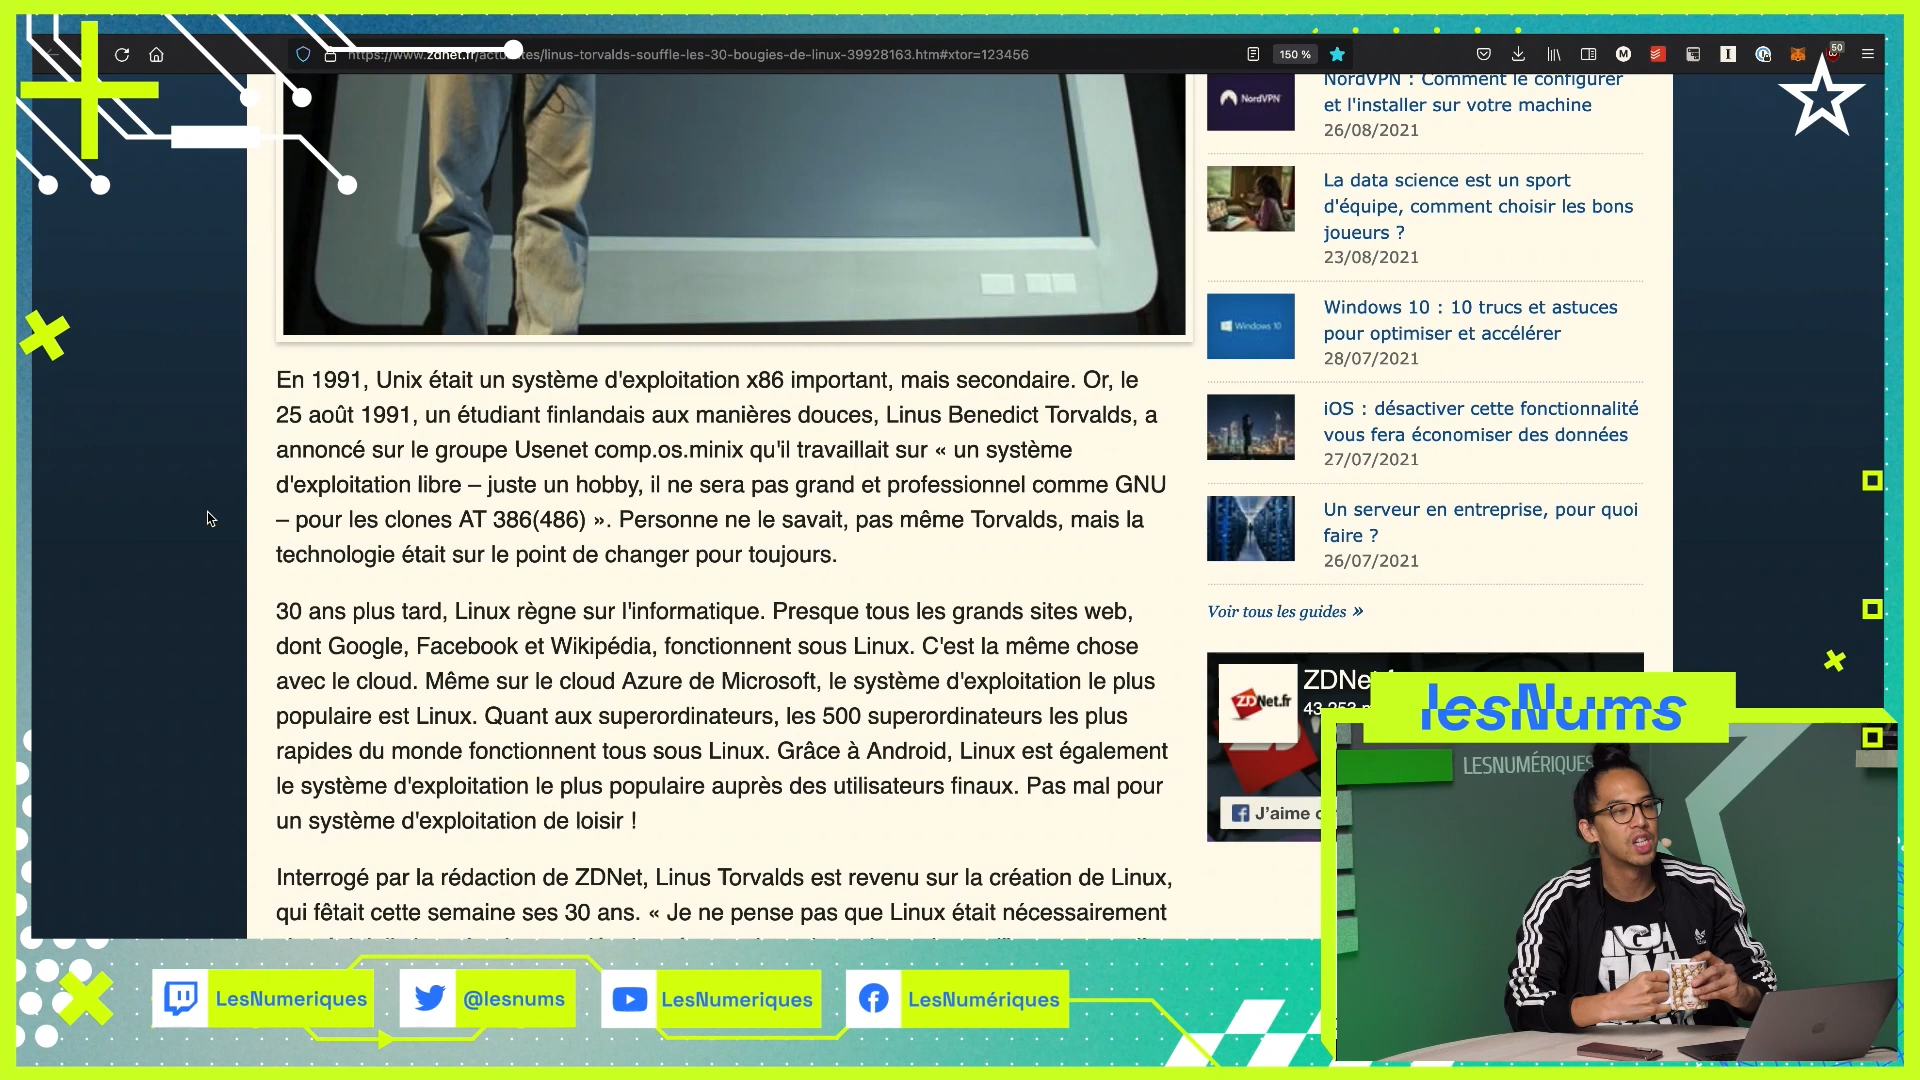 https://www.zdnet.fr/actualites/linus-torvalds-souffle-les-30-bougies-de-linux-39928163.htm#xtor=123456
150 %
50
NordVPN
NordVPN : Comment le configurer
et l'installer sur votre machine
26/08/2021
La data science est un sport
d'équipe, comment choisir les bons
joueurs ?
23/08/2021
Windows 10
Windows 10 : 10 trucs et astuces
pour optimiser et accélérer
28/07/2021
iOS : désactiver cette fonctionnalité
vous fera économiser des données
27/07/2021
Un serveur en entreprise, pour quoi
faire ?
26/07/2021
Voir tous les guides »
En 1991, Unix était un système d'exploitation x86 important, mais secondaire. Or, le
25 août 1991, un étudiant finlandais aux manières douces, Linus Benedict Torvalds, a
annoncé sur le groupe Usenet comp.os.minix qu'il travaillait sur « un système
d'exploitation libre – juste un hobby, il ne sera pas grand et professionnel comme GNU
– pour les clones AT 386(486) ». Personne ne le savait, pas même Torvalds, mais la
technologie était sur le point de changer pour toujours.
30 ans plus tard, Linux règne sur l'informatique. Presque tous les grands sites web,
dont Google, Facebook et Wikipédia, fonctionnent sous Linux. C'est la même chose
avec le cloud. Même sur le cloud Azure de Microsoft, le système d'exploitation le plus
populaire est Linux. Quant aux superordinateurs, les 500 superordinateurs les plus
rapides du monde fonctionnent tous sous Linux. Grâce à Android, Linux est également
le système d'exploitation le plus populaire auprès des utilisateurs finaux. Pas mal pour
un système d'exploitation de loisir !
Interrogé par la rédaction de ZDNet, Linus Torvalds est revenu sur la création de Linux,
qui fêtait cette semaine ses 30 ans. « Je ne pense pas que Linux était nécessairement
ZDNet.fr
J'aime
lesNums
LESNUMÉRIQUES
LesNumeriques
@lesnums
LesNumeriques
LesNumériques